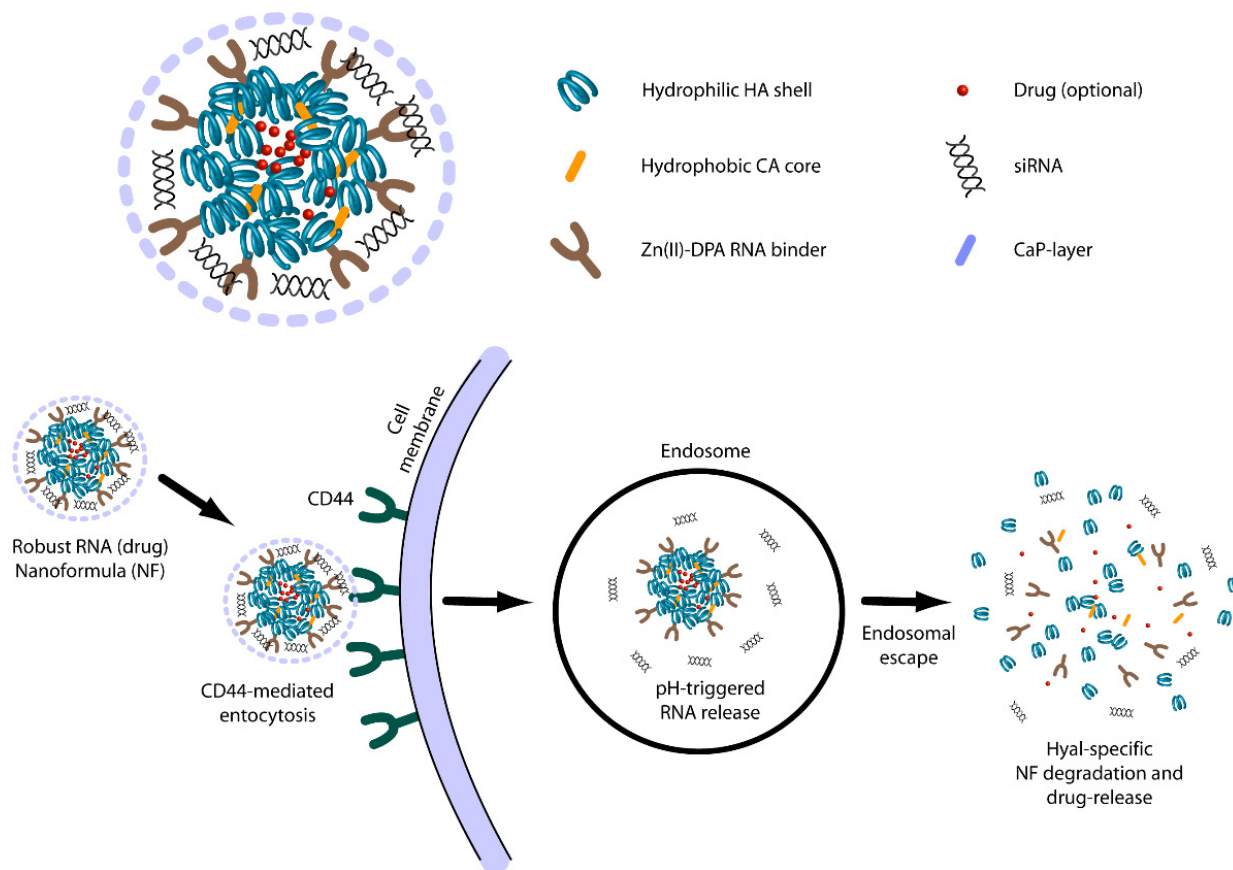 Hydrophilic HA shell
Drug (optional)
Hydrophobic CA core
siRNA
Zn(II)-DPA RNA binder
CaP-layer
Cell
membrane
Endosome
CD44
Robust RNA (drug)
Nanoformula (NF)
CD44-mediated
entocytosis
pH-triggered
RNA release
Endosomal
escape
Hyal-specific
NF degradation and
drug-release